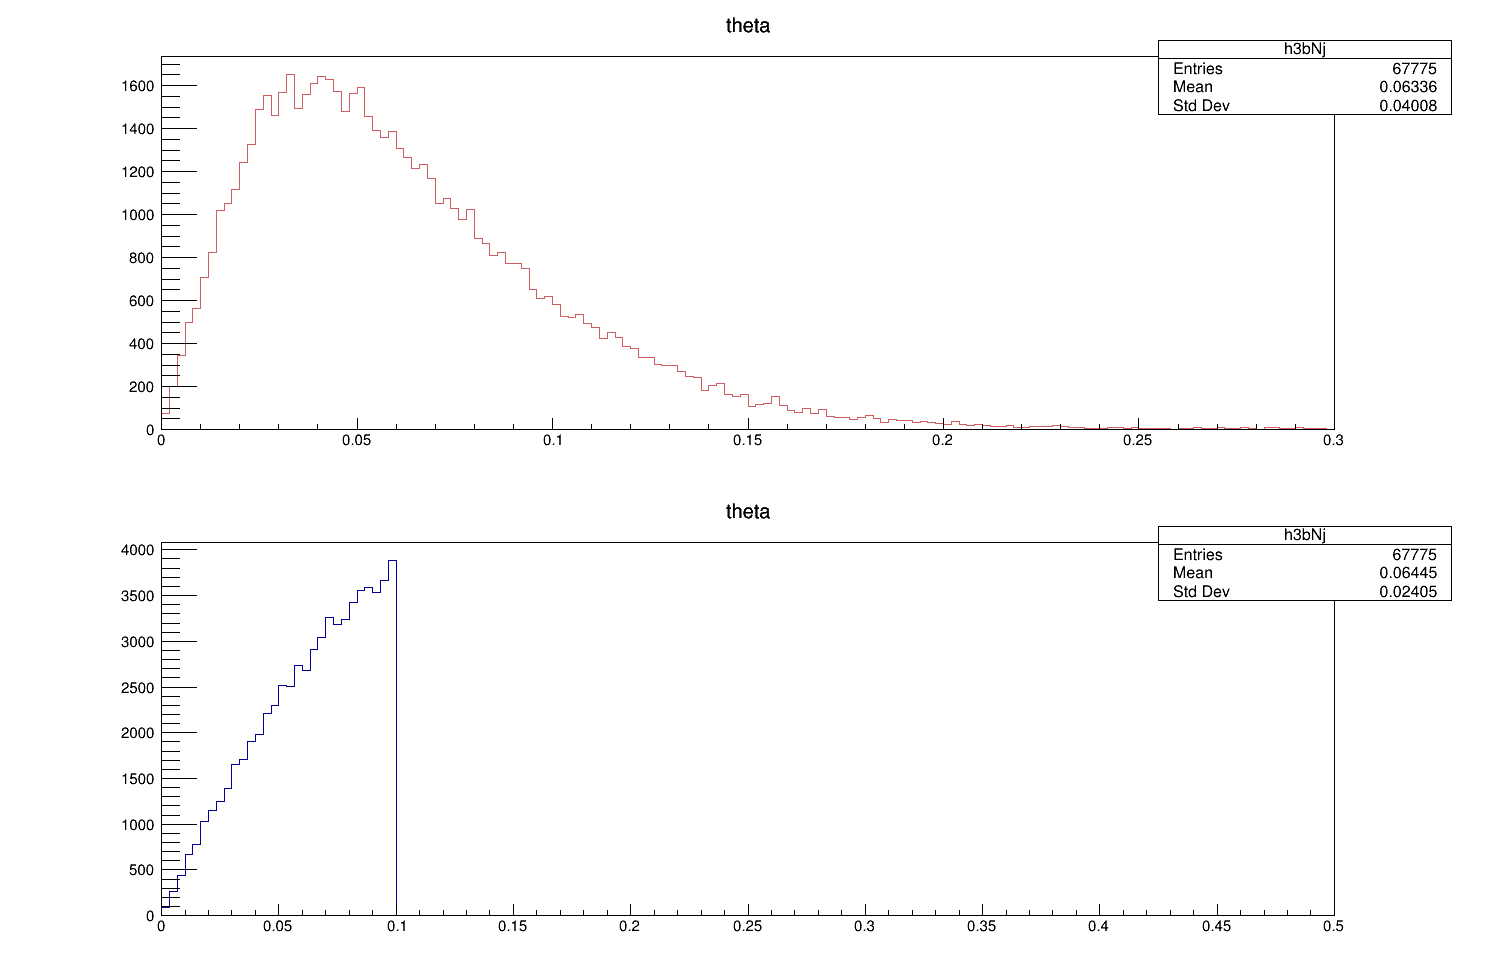 theta
h3bNj
Entries 67775
Mean 0.06336
Std Dev 0.04008
1600
1400
1200
1000
800
600
400
200
0
0 0.05 0.1 0.15 0.2 0.25 0.3
theta
h3bNj
Entries 67775
Mean 0.06445
Std Dev 0.02405
4000
3500
3000
2500
2000
1500
1000
500
0
0 0.05 0.1 0.15 0.2 0.25 0.3 0.35 0.4 0.45 0.5